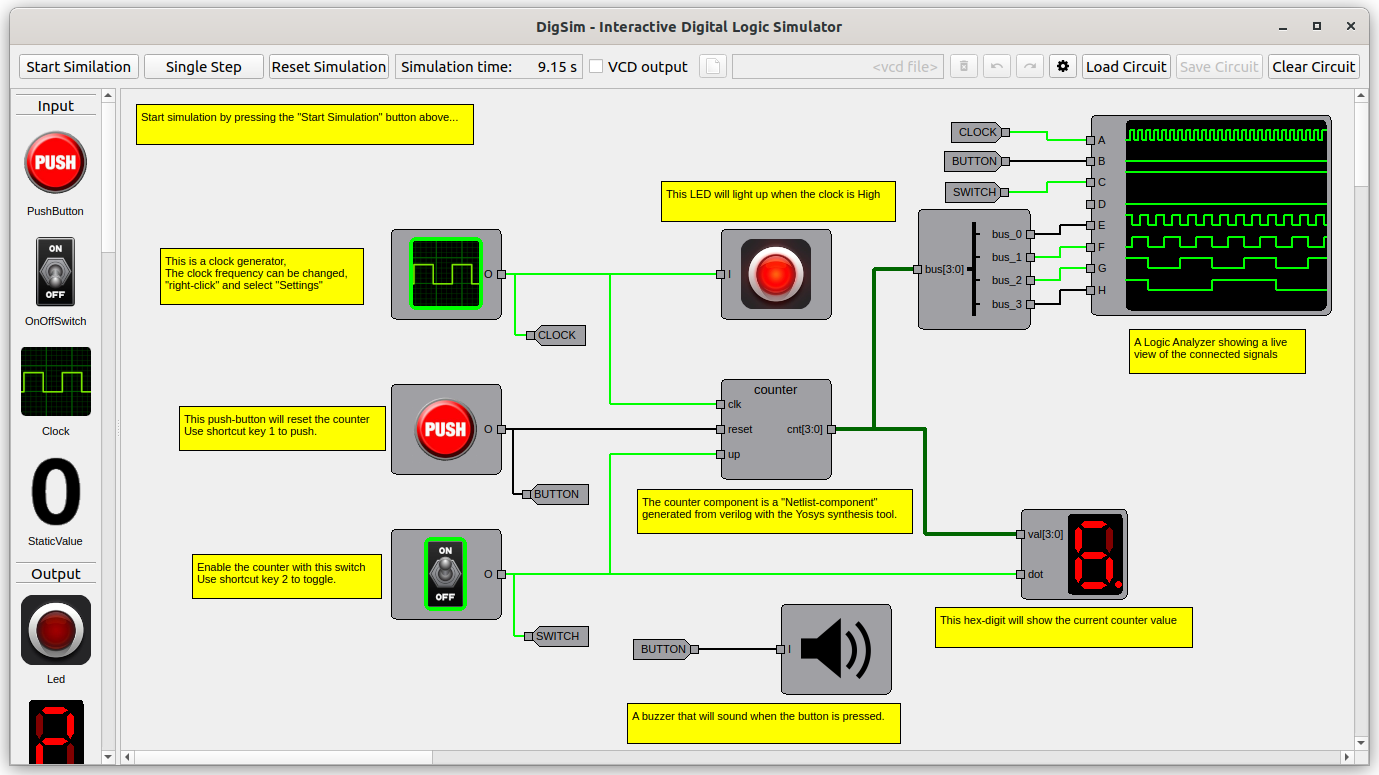 DigSim - Interactive Digital Logic Simulator
Start Similation
Single Step
Reset Simulation
Simulation time: 9.15 s
VCD output
<vcd file>
Load Circuit
Save Circuit
Clear Circuit
Input
PUSH
PushButton
ON
OFF
OnOffSwitch
Clock
0
StaticValue
Output
Led
Start simulation by pressing the "Start Simulation" button above...
This LED will light up when the clock is High
This is a clock generator,
The clock frequency can be changed,
"right-click" and select "Settings"
O
CLOCK
I
CLOCK
BUTTON
SWITCH
A
B
C
D
E
F
G
H
bus[3:0]
bus_0
bus_1
bus_2
bus_3
A Logic Analyzer showing a live
view of the connected signals
This push-button will reset the counter
Use shortcut key 1 to push.
PUSH
O
BUTTON
counter
clk
reset
up
cnt[3:0]
The counter component is a "Netlist-component"
generated from verilog with the Yosys synthesis tool.
Enable the counter with this switch
Use shortcut key 2 to toggle.
ON
OFF
O
SWITCH
val[3:0]
dot
6.
This hex-digit will show the current counter value
BUTTON
I
A buzzer that will sound when the button is pressed.